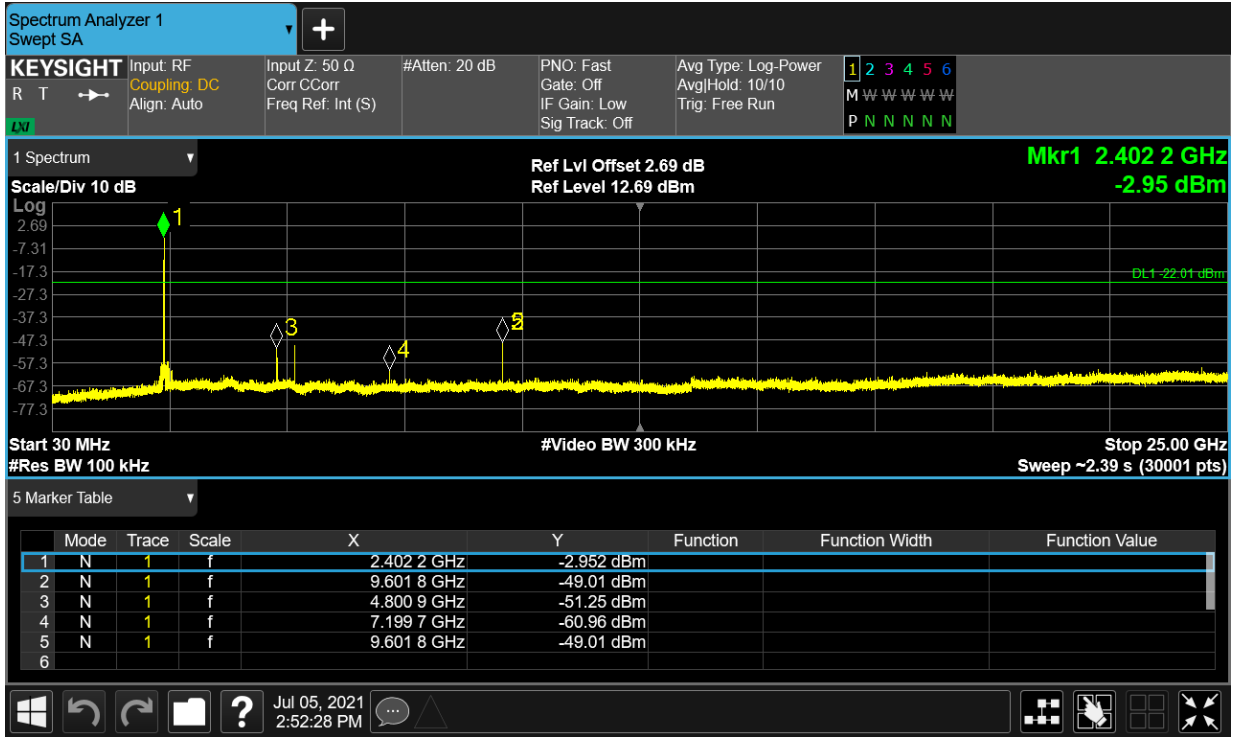 Spectrum Analyzer 1
Swept SA
KEYSIGHT
R T
LXI
Input: RF
Coupling: DC
Align: Auto
Input Z: 50 Ω
Corr CCorr
Freq Ref: Int (S)
#Atten: 20 dB
PNO: Fast
Gate: Off
IF Gain: Low
Sig Track: Off
Avg Type: Log-Power
Avg|Hold: 10/10
Trig: Free Run
1 2 3 4 5 6
M W W W W W
P N N N N N
1 Spectrum
Scale/Div 10 dB
Ref Lvl Offset 2.69 dB
Ref Level 12.69 dBm
Mkr1 2.402 2 GHz
-2.95 dBm
Log
2.69
-7.31
-17.3
-27.3
-37.3
-47.3
-57.3
-67.3
-77.3
1
3
4
5
DL1 -22.01 dBm
Start 30 MHz
#Video BW 300 kHz
Stop 25.00 GHz
#Res BW 100 kHz
Sweep ~2.39 s (30001 pts)
5 Marker Table
Mode Trace Scale X Y Function Function Width Function Value
1 N 1 f 2.402 2 GHz -2.952 dBm
2 N 1 f 9.601 8 GHz -49.01 dBm
3 N 1 f 4.800 9 GHz -51.25 dBm
4 N 1 f 7.199 7 GHz -60.96 dBm
5 N 1 f 9.601 8 GHz -49.01 dBm
6
?
Jul 05, 2021
2:52:28 PM